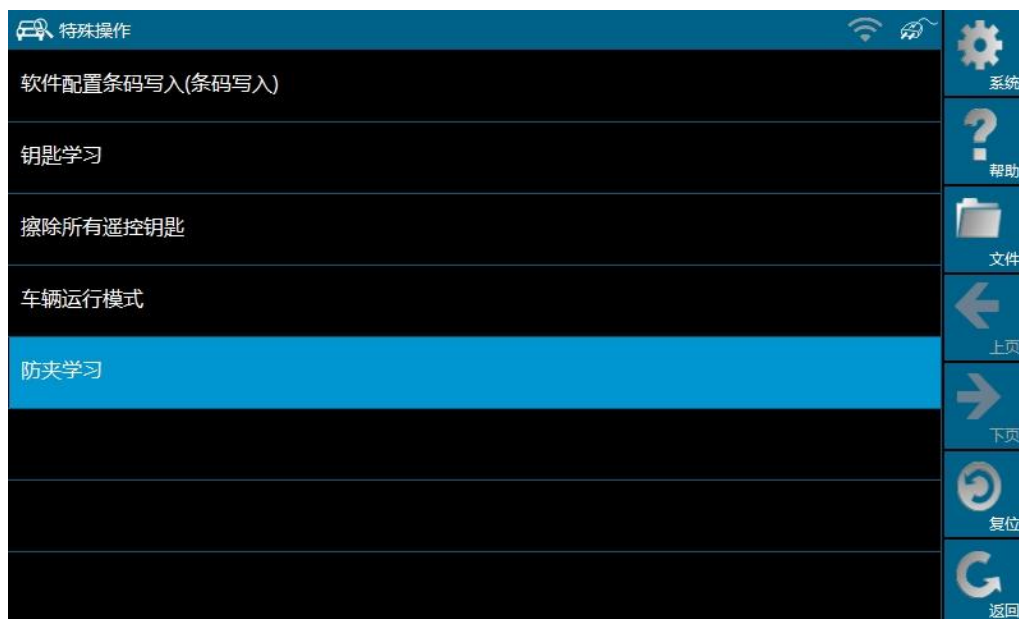 特殊操作
软件配置条码写入(条码写入)
钥匙学习
擦除所有遥控钥匙
车辆运行模式
防夹学习
系统
帮助
文件
上页
下页
复位
返回